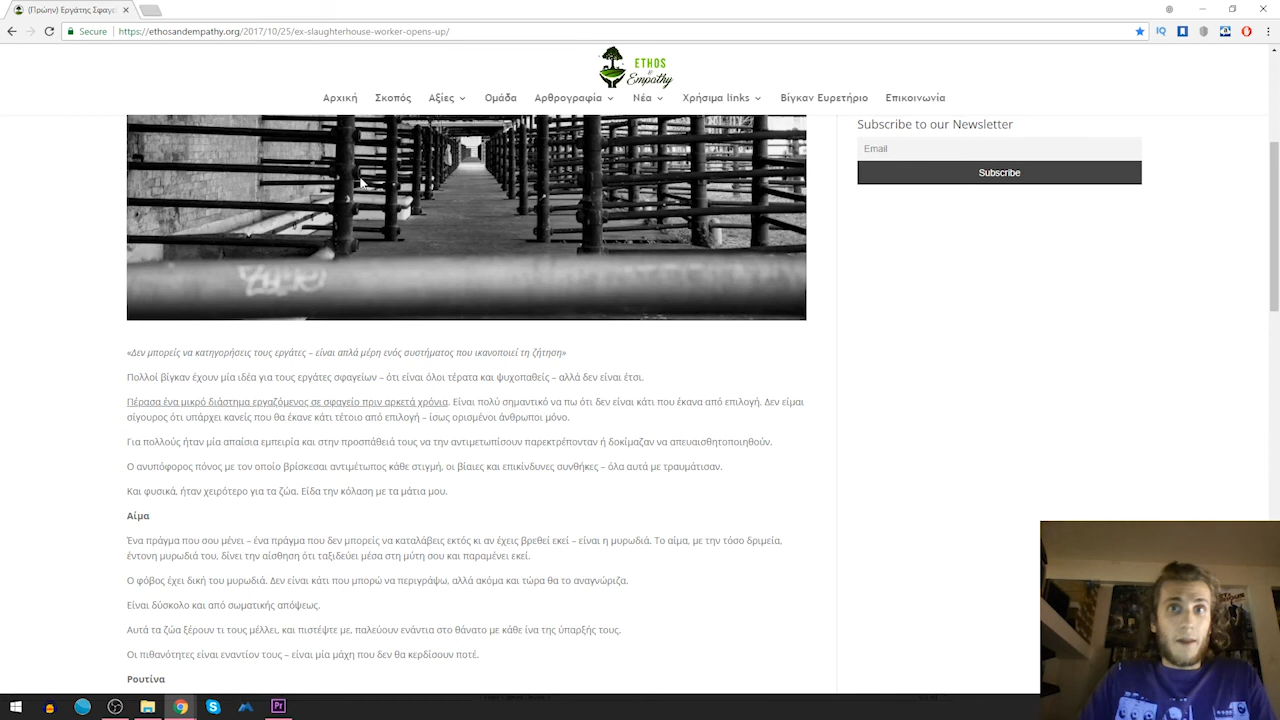 (Πρώην) Εργάτης Σφαγεί
Secure
https://ethosandempathy.org/2017/10/25/ex-slaughterhouse-worker-opens-up/
ETHOS
&
Empathy
Αρχική Σκοπός Αξίες Ομάδα Αρθρογραφία Νέα Χρήσιμα links Βίγκαν Ευρετήριο Επικοινωνία
Subscribe to our Newsletter
Email
Subscribe
«Δεν μπορείς να κατηγορήσεις τους εργάτες – είναι απλά μέρη ενός συστήματος που ικανοποιεί τη ζήτηση»
Πολλοί βίγκαν έχουν μία ιδέα για τους εργάτες σφαγείων – ότι είναι όλοι τέρατα και ψυχοπαθείς – αλλά δεν είναι έτσι.
Πέρασα ένα μικρό διάστημα εργαζόμενος σε σφαγείο πριν αρκετά χρόνια. Είναι πολύ σημαντικό να πω ότι δεν είναι κάτι που έκανα από επιλογή. Δεν είμαι
σίγουρος ότι υπάρχει κανείς που θα έκανε κάτι τέτοιο από επιλογή – ίσως ορισμένοι άνθρωποι μόνο.
Για πολλούς ήταν μία απαίσια εμπειρία και στην προσπάθειά τους να την αντιμετωπίσουν παρεκτρέπονταν ή δοκίμαζαν να απευαισθητοποιηθούν.
Ο ανυπόφορος πόνος με τον οποίο βρίσκεσαι αντιμέτωπος κάθε στιγμή, οι βίαιες και επικίνδυνες συνθήκες – όλα αυτά με τραυμάτισαν.
Και φυσικά, ήταν χειρότερο για τα ζώα. Είδα την κόλαση με τα μάτια μου.
Αίμα
Ένα πράγμα που σου μένει – ένα πράγμα που δεν μπορείς να καταλάβεις εκτός κι αν έχεις βρεθεί εκεί – είναι η μυρωδιά. Το αίμα, με την τόσο δριμεία,
έντονη μυρωδιά του, δίνει την αίσθηση ότι ταξιδεύει μέσα στη μύτη σου και παραμένει εκεί.
Ο φόβος έχει δική του μυρωδιά. Δεν είναι κάτι που μπορώ να περιγράψω, αλλά ακόμα και τώρα θα το αναγνώριζα.
Είναι δύσκολο και από σωματικής απόψεως.
Αυτά τα ζώα ξέρουν τι τους μέλλει, και πιστέψτε με, παλεύουν ενάντια στο θάνατο με κάθε ίνα της ύπαρξής τους.
Οι πιθανότητες είναι εναντίον τους – είναι μία μάχη που δεν θα κερδίσουν ποτέ.
Ρουτίνα